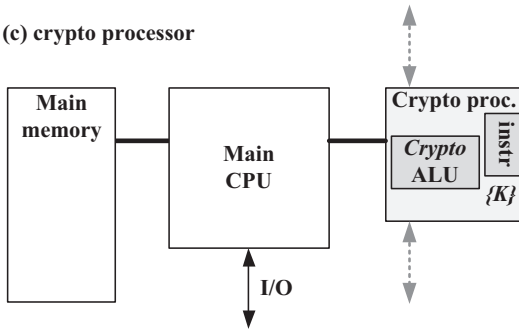 (c) crypto processor
Main
memory
Main
CPU
I/O
Crypto proc.
Crypto
ALU
instr
{K}